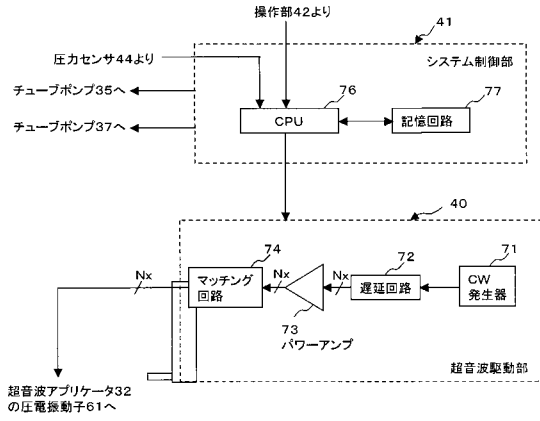 操作部42より
41
圧力センサ44より
システム制御部
チューブポンプ35へ
76
77
CPU
記憶回路
チューブポンプ37へ
40
74
72
71
Nx
マッチング
回路
Nx
Nx
遅延回路
CW
発生器
73
パワーアンプ
超音波駆動部
超音波アプリケータ32
の圧電振動子61へ